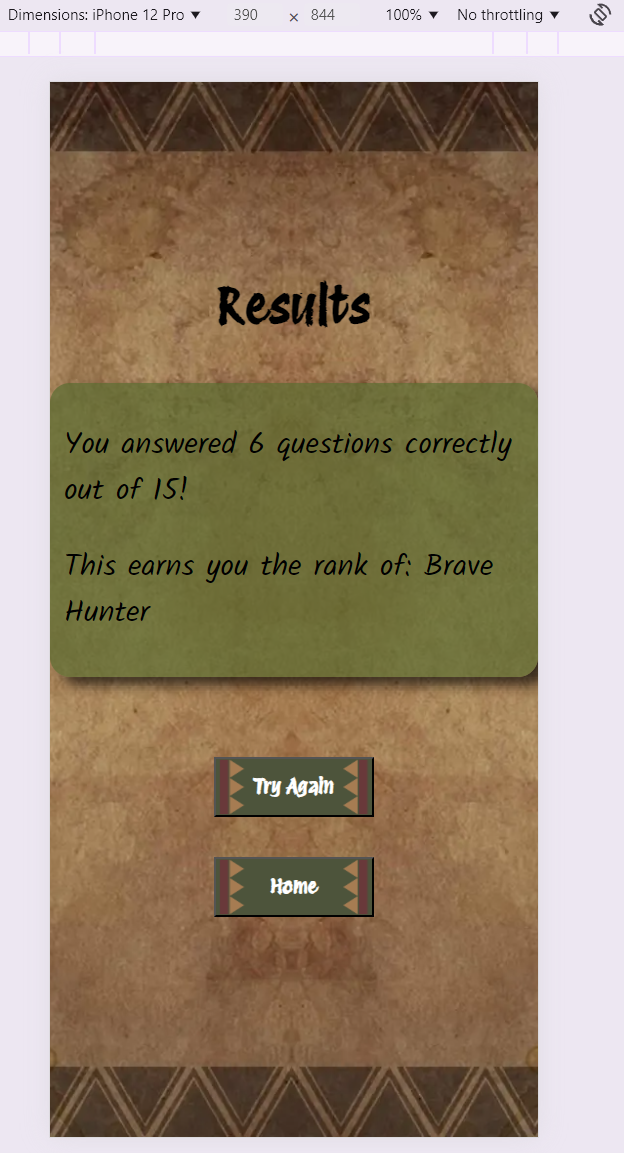 Dimensions: iPhone 12 Pro ▼ 390 × 844 100% ▼ No throttling ▼
Results
You answered 6 questions correctly
out of 15!
This earns you the rank of: Brave
Hunter
Try Again
Home